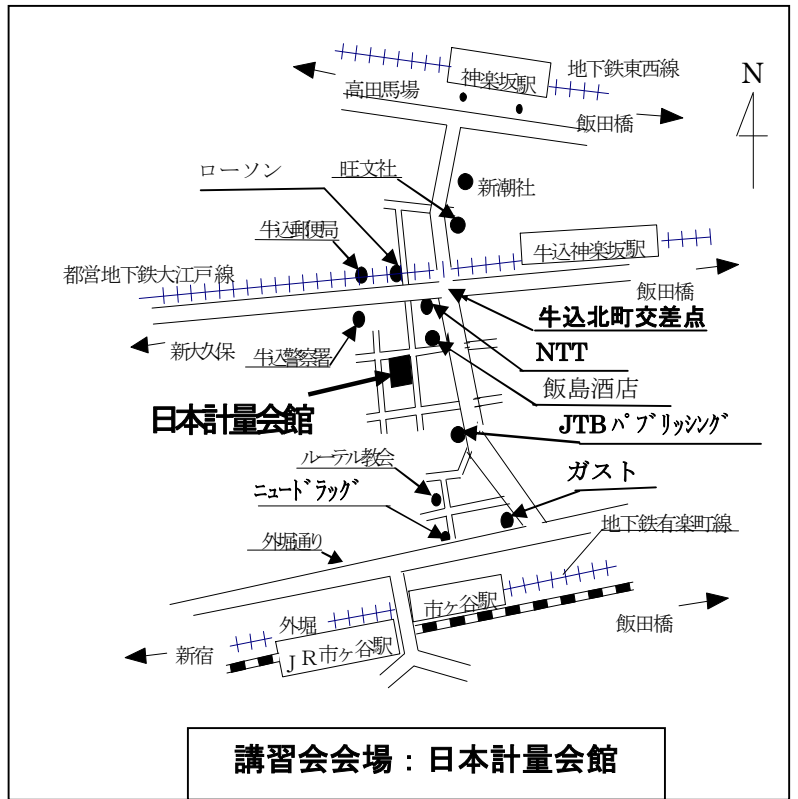 地下鉄東西線
神楽坂駅
高田馬場
N
飯田橋
ローソン
旺文社
新潮社
牛込郵便局
牛込神楽坂駅
都営地下鉄大江戸線
飯田橋
牛込北町交差点
新大久保
牛込警察署
NTT
飯島酒店
日本計量会館
JTBパブリッシング
ルーテル教会
ガスト
ニュードラッグ
地下鉄有楽町線
外堀通り
市ヶ谷駅
飯田橋
外堀
新宿
JR市ヶ谷駅
講習会会場：日本計量会館